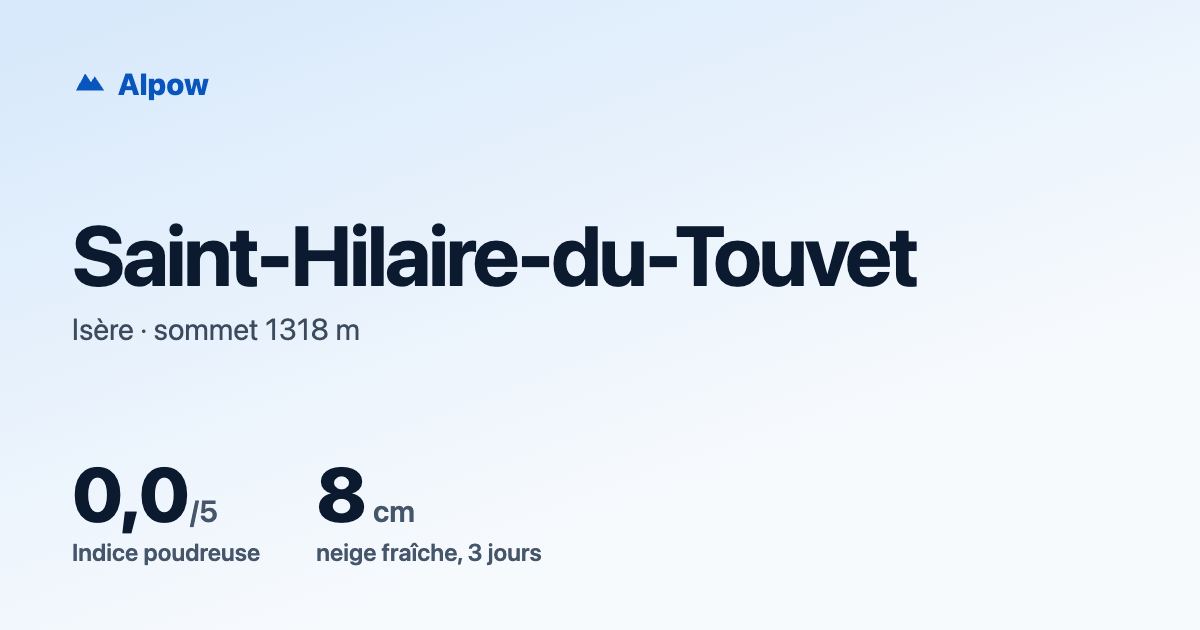 Alpow
Saint-Hilaire-du-Touvet
Isère · sommet 1318 m
0,0/5
Indice poudreuse
8 cm
neige fraîche, 3 jours